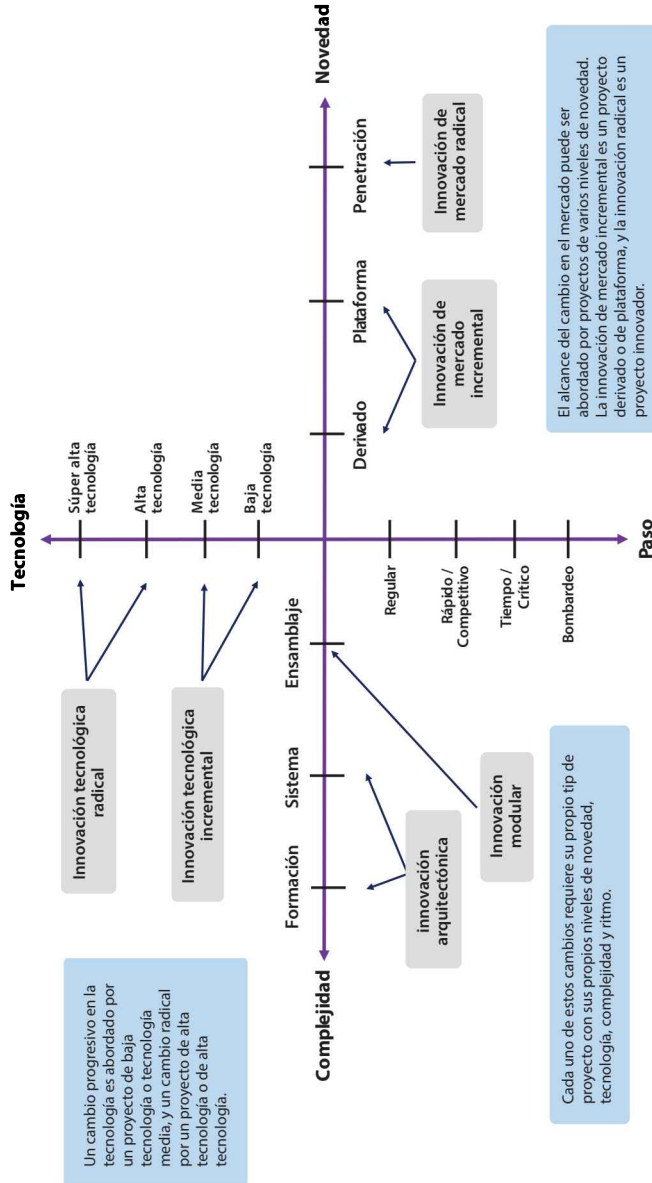 Tecnología
Súper alta
tecnología
Alta
tecnología
Media
tecnología
Baja
tecnología
Innovación tecnológica
radical
Innovación tecnológica
incremental
Un cambio progresivo en la
tecnología es abordado por
un proyecto de baja
tecnología o tecnología
media, y un cambio radical
por un proyecto de alta
tecnología o de alta
tecnología.
Complejidad
Formación
Sistema
Ensamblaje
Derivado
Plataforma
Penetración
Novedad
innovación
arquitectónica
Innovación
modular
Innovación de
mercado
incremental
Innovación de
mercado radical
Regular
Rápido /
Competitivo
Tiempo /
Crítico
Bombardeo
Paso
Cada uno de estos cambios requiere su propio tip de
proyecto con sus propios niveles de novedad,
tecnología, complejidad y ritmo.
El alcance del cambio en el mercado puede ser
abordado por proyectos de varios niveles de novedad.
La innovación de mercado incremental es un proyecto
derivado o de plataforma, y la innovación radical es un
proyecto innovador.